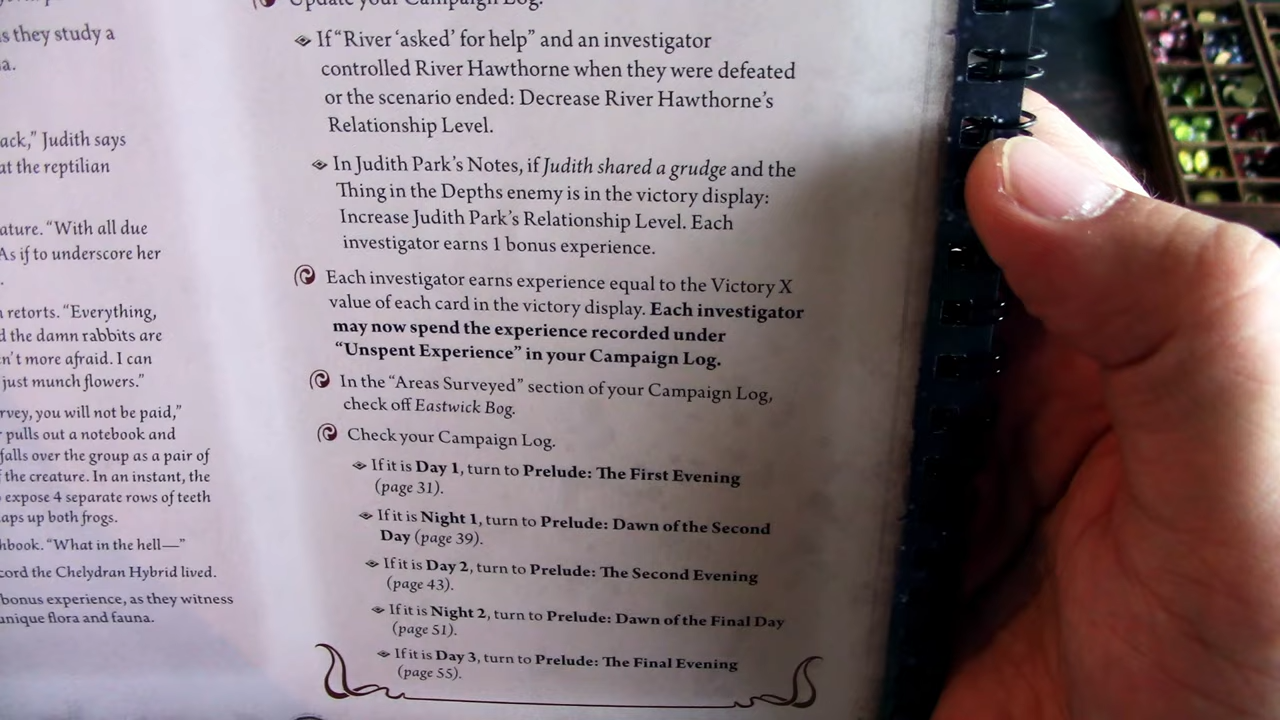 s they study a
a.
ack,” Judith says
at the reptilian
ature. “With all due
As if to underscore her
.
retorts. “Everything,
d the damn rabbits are
n’t more afraid. I can
just munch flowers.”
rvey, you will not be paid,”
pulls out a notebook and
falls over the group as a pair of
the creature. In an instant, the
expose 4 separate rows of teeth
aps up both frogs.
hbook. “What in the hell—”
cord the Chelydran Hybrid lived.
bonus experience, as they witness
unique flora and fauna.
Update your Campaign Log.
If “River ‘asked’ for help” and an investigator
controlled River Hawthorne when they were defeated
or the scenario ended: Decrease River Hawthorne’s
Relationship Level.
In Judith Park’s Notes, if Judith shared a grudge and the
Thing in the Depths enemy is in the victory display:
Increase Judith Park’s Relationship Level. Each
investigator earns 1 bonus experience.
Each investigator earns experience equal to the Victory X
value of each card in the victory display. Each investigator
may now spend the experience recorded under
“Unspent Experience” in your Campaign Log.
In the “Areas Surveyed” section of your Campaign Log,
check off Eastwick Bog.
Check your Campaign Log.
If it is Day 1, turn to Prelude: The First Evening
(page 31).
If it is Night 1, turn to Prelude: Dawn of the Second
Day (page 39).
If it is Day 2, turn to Prelude: The Second Evening
(page 43).
If it is Night 2, turn to Prelude: Dawn of the Final Day
(page 51).
If it is Day 3, turn to Prelude: The Final Evening
(page 55).